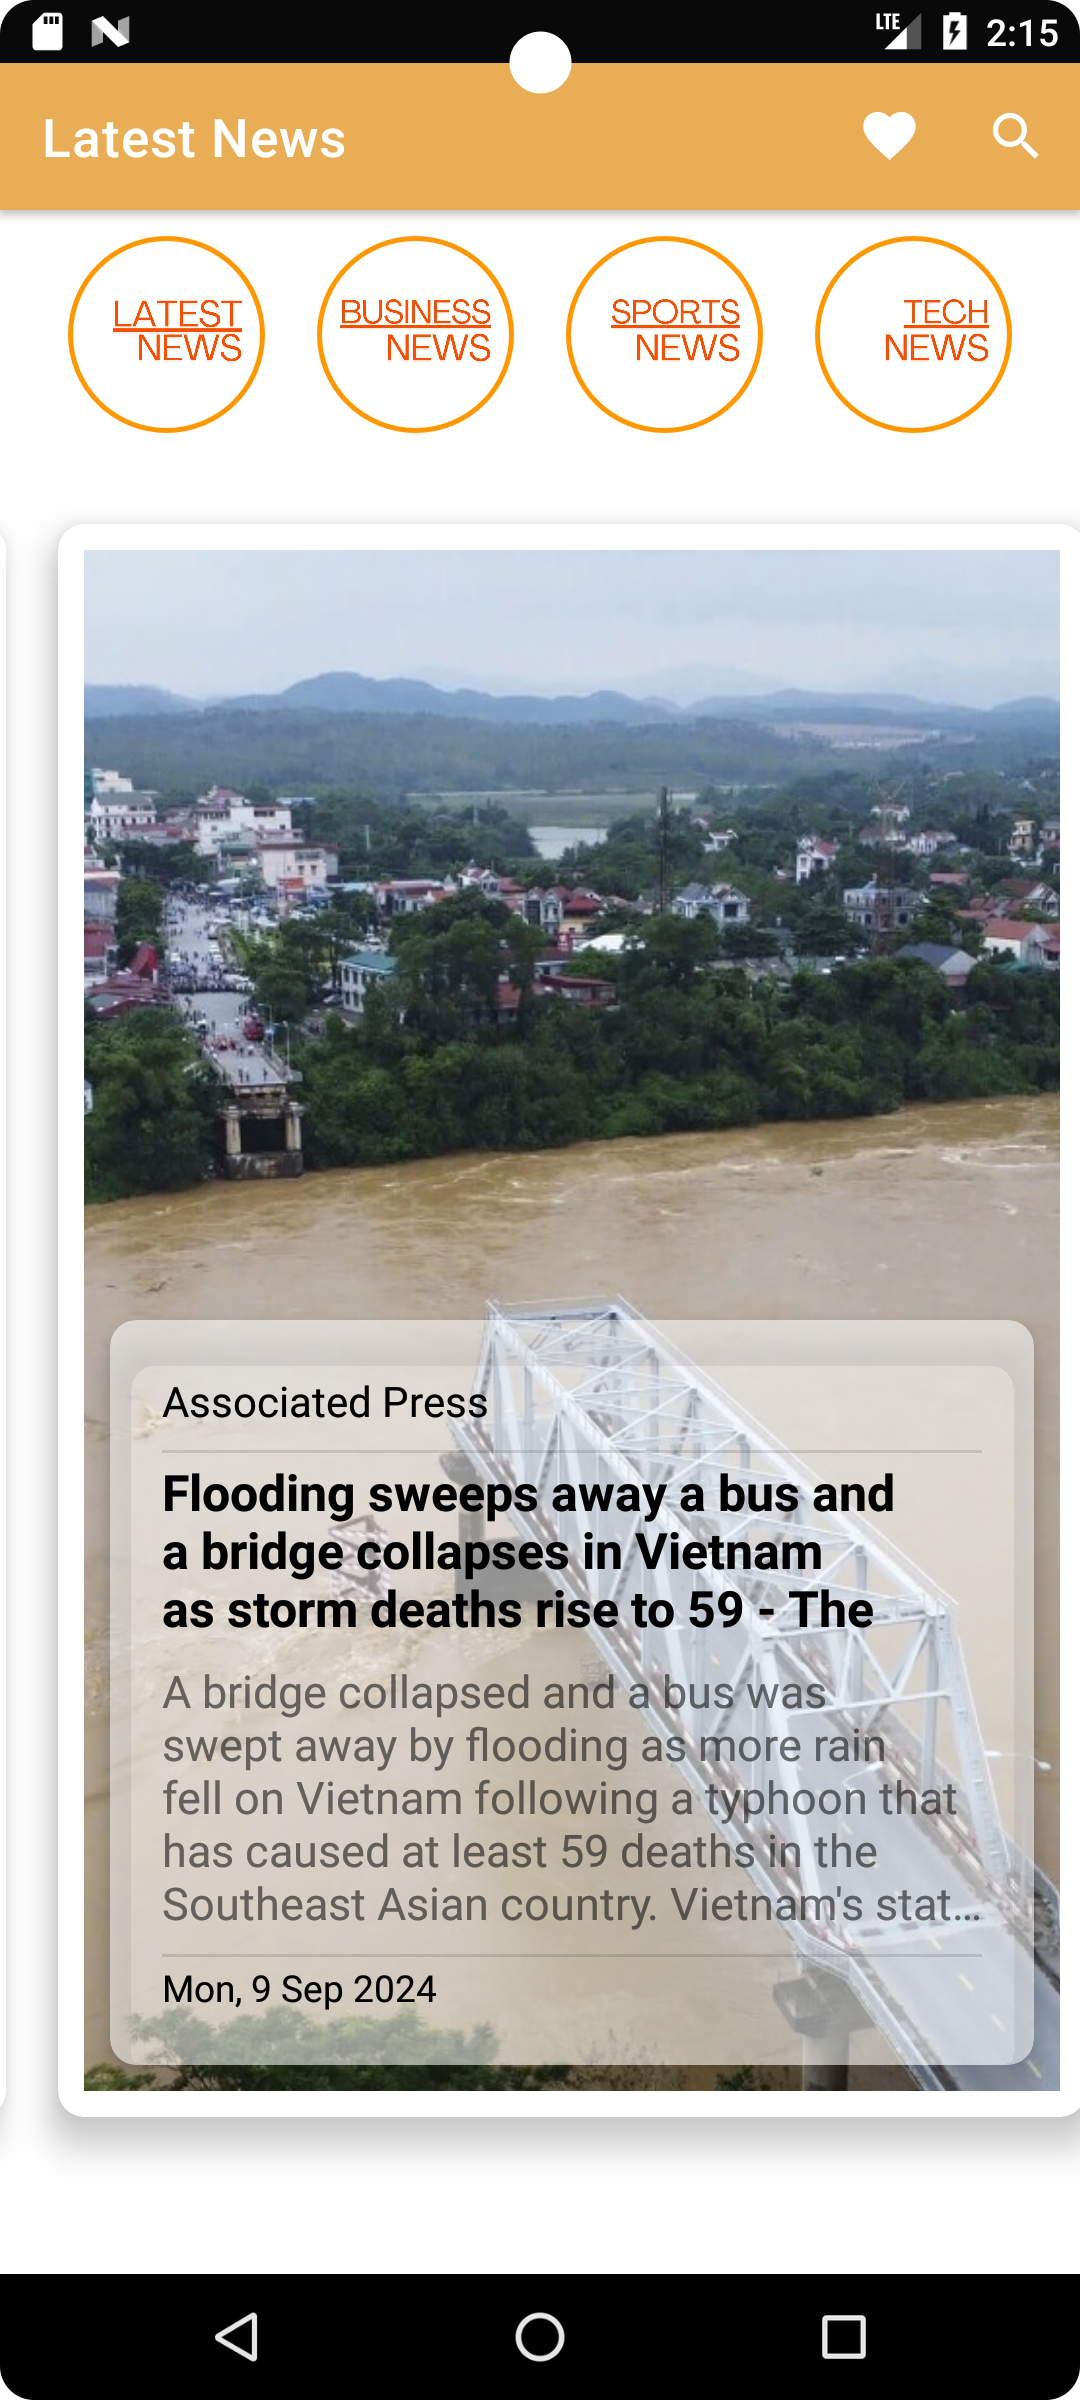 LTE 2:15
Latest News
LATEST
NEWS
BUSINESS
NEWS
SPORTS
NEWS
TECH
NEWS
Associated Press
Flooding sweeps away a bus and
a bridge collapses in Vietnam
as storm deaths rise to 59 - The
A bridge collapsed and a bus was
swept away by flooding as more rain
fell on Vietnam following a typhoon that
has caused at least 59 deaths in the
Southeast Asian country. Vietnam's stat…
Mon, 9 Sep 2024